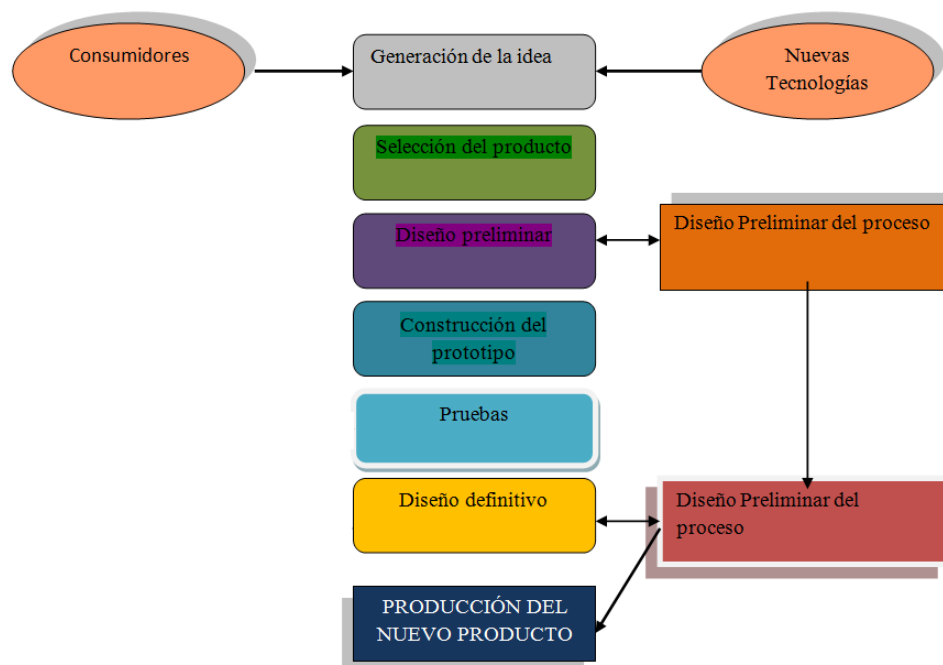 Consumidores
Generación de la idea
Nuevas
Tecnologías
Selección del producto
Diseño preliminar
Diseño Preliminar del proceso
Construcción del
prototipo
Pruebas
Diseño definitivo
Diseño Preliminar del
proceso
PRODUCCIÓN DEL
NUEVO PRODUCTO